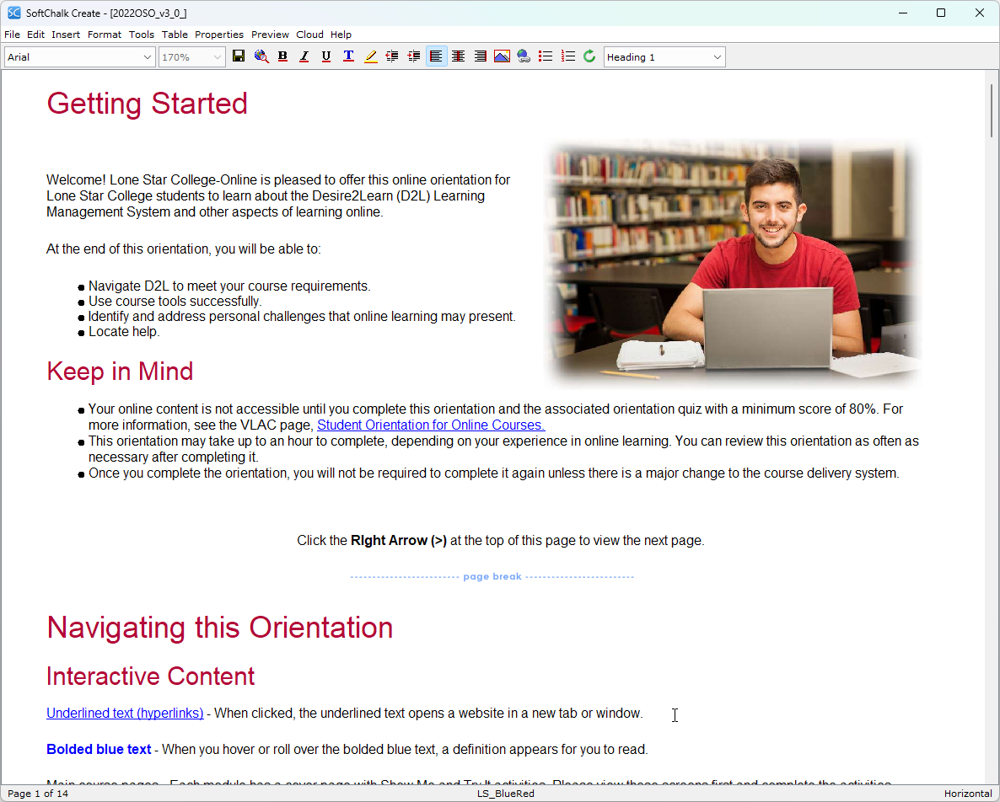 SoftChalk Create - [2022OSO_v3_0_]
File Edit Insert Format Tools Table Properties Preview Cloud Help
Arial 170% B I U T Heading 1
Getting Started
Welcome! Lone Star College-Online is pleased to offer this online orientation for
Lone Star College students to learn about the Desire2Learn (D2L) Learning
Management System and other aspects of learning online.
At the end of this orientation, you will be able to:
Navigate D2L to meet your course requirements.
Use course tools successfully.
Identify and address personal challenges that online learning may present.
Locate help.
Keep in Mind
Your online content is not accessible until you complete this orientation and the associated orientation quiz with a minimum score of 80%. For
more information, see the VLAC page, Student Orientation for Online Courses.
This orientation may take up to an hour to complete, depending on your experience in online learning. You can review this orientation as often as
necessary after completing it.
Once you complete the orientation, you will not be required to complete it again unless there is a major change to the course delivery system.
Click the Right Arrow (>) at the top of this page to view the next page.
------------------------- page break -------------------------
Navigating this Orientation
Interactive Content
Underlined text (hyperlinks) - When clicked, the underlined text opens a website in a new tab or window.
Bolded blue text - When you hover or roll over the bolded blue text, a definition appears for you to read.
Main course pages - Each module has a cover page with Show Me and Try It activities. Please view these screens first and complete the activities
Page 1 of 14 LS_BlueRed Horizontal